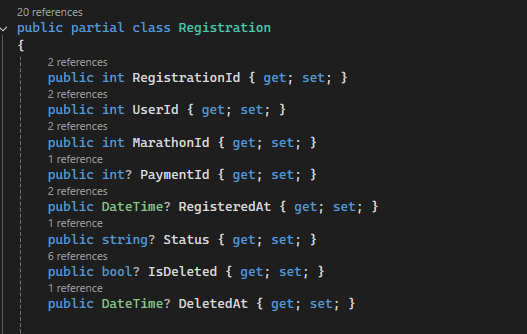 20 references
public partial class Registration
{
2 references
public int RegistrationId { get; set; }
2 references
public int UserId { get; set; }
2 references
public int MarathonId { get; set; }
1 reference
public int? PaymentId { get; set; }
2 references
public DateTime? RegisteredAt { get; set; }
1 reference
public string? Status { get; set; }
6 references
public bool? IsDeleted { get; set; }
1 reference
public DateTime? DeletedAt { get; set; }